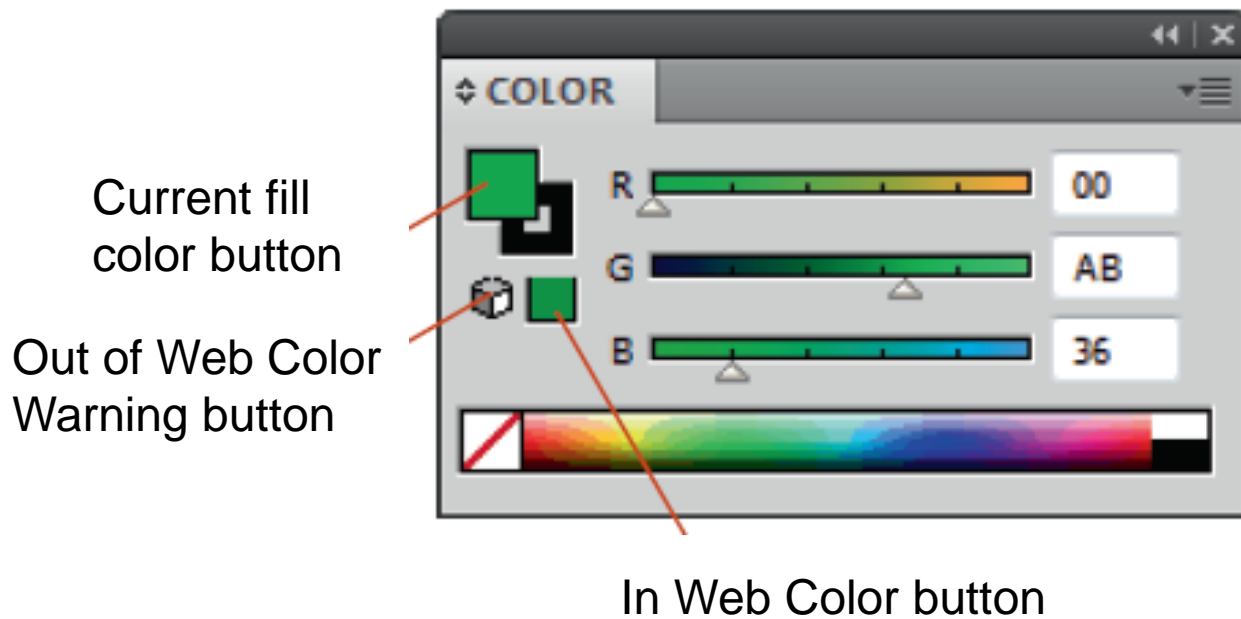 COLOR
Current fill
color button
R 00
G AB
Out of Web Color
Warning button
B 36
In Web Color button